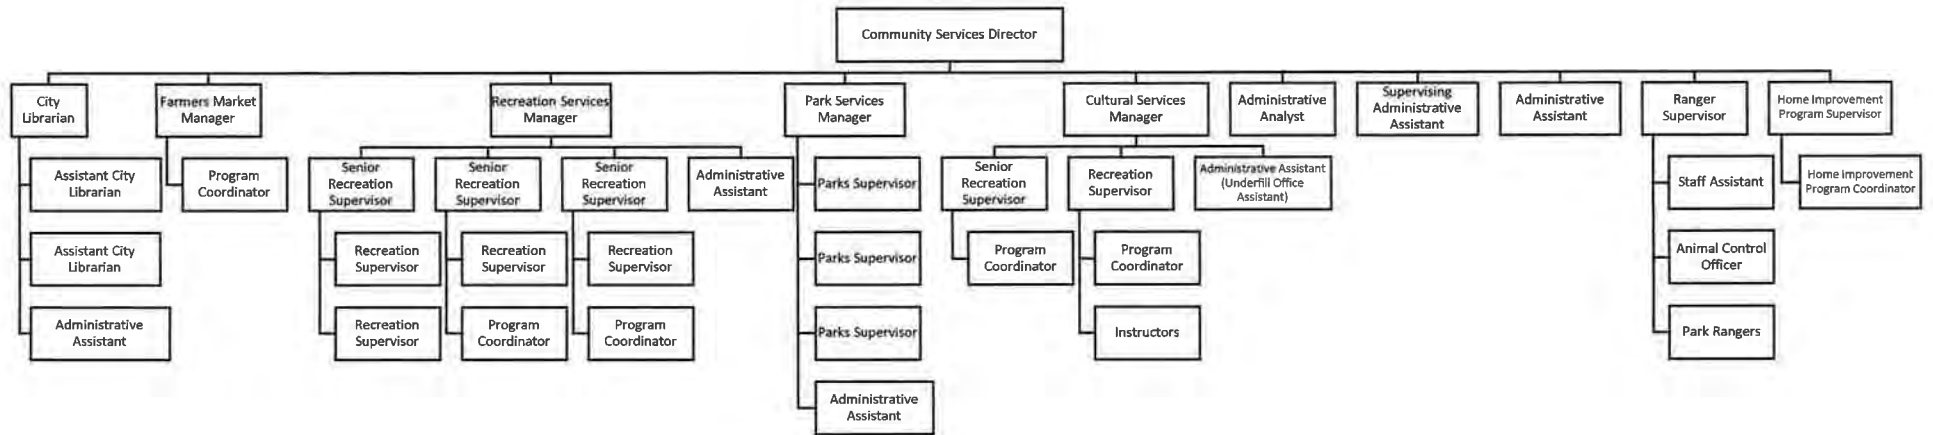 Community Services Director
City
Librarian
Farmers Market
Manager
Recreation Services
Manager
Park Services
Manager
Cultural Services
Manager
Administrative
Analyst
Supervising
Administrative
Assistant
Administrative
Assistant
Ranger
Supervisor
Home Improvement
Program Supervisor
Assistant City
Librarian
Assistant City
Librarian
Administrative
Assistant
Program
Coordinator
Senior
Recreation
Supervisor
Recreation
Supervisor
Recreation
Supervisor
Senior
Recreation
Supervisor
Recreation
Supervisor
Program
Coordinator
Senior
Recreation
Supervisor
Recreation
Supervisor
Program
Coordinator
Administrative
Assistant
Parks Supervisor
Parks Supervisor
Parks Supervisor
Administrative
Assistant
Senior
Recreation
Supervisor
Program
Coordinator
Recreation
Supervisor
Program
Coordinator
Instructors
Administrative Assistant
(Underfill Office
Assistant)
Staff Assistant
Animal Control
Officer
Park Rangers
Home Improvement
Program Coordinator